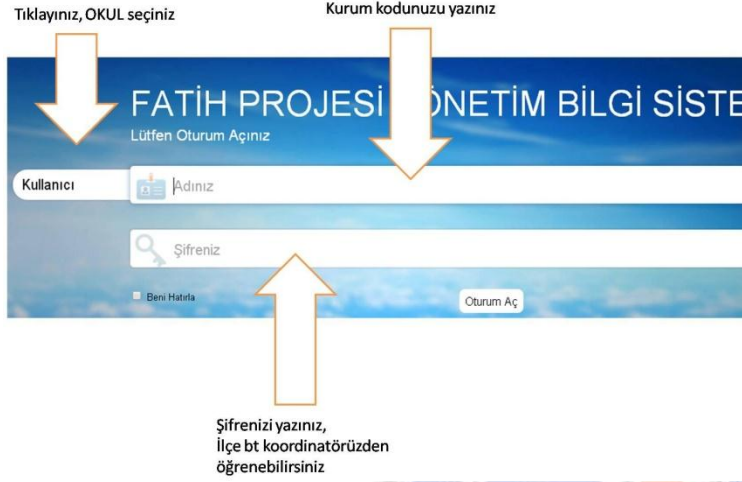 Tıklayınız, OKUL seçiniz
Kurum kodunuzu yazınız
FATİH PROJESİ ÖNETİM BİLGİ SİSTE
Lütfen Oturum Açınız
Kullanıcı
Adınız
Şifreniz
Beni Hatırla
Oturum Aç
Şifrenizi yazınız,
İlçe bt koordinatörüzden
öğrenebilirsiniz